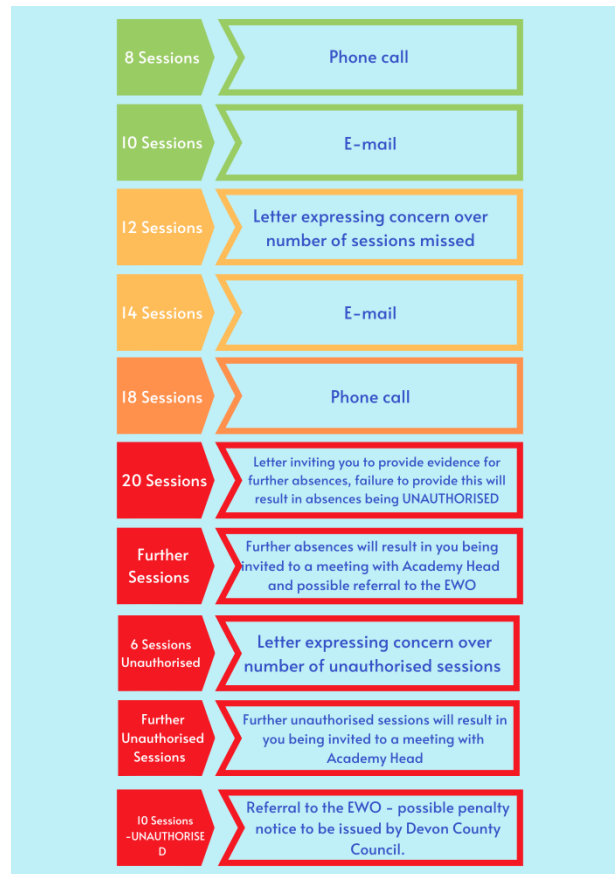 8 Sessions
Phone call
10 Sessions
E-mail
12 Sessions
Letter expressing concern over
number of sessions missed
14 Sessions
E-mail
18 Sessions
Phone call
20 Sessions
Letter inviting you to provide evidence for
further absences, failure to provide this will
result in absences being UNAUTHORISED
Further
Sessions
Further absences will result in you being
invited to a meeting with Academy Head
and possible referral to the EWO
6 Sessions
Unauthorised
Letter expressing concern over
number of unauthorised sessions
Further
Unauthorised
Sessions
Further unauthorised sessions will result in
you being invited to a meeting with
Academy Head
10 Sessions
-UNAUTHORISE
D
Referral to the EWO - possible penalty
notice to be issued by Devon County
Council.